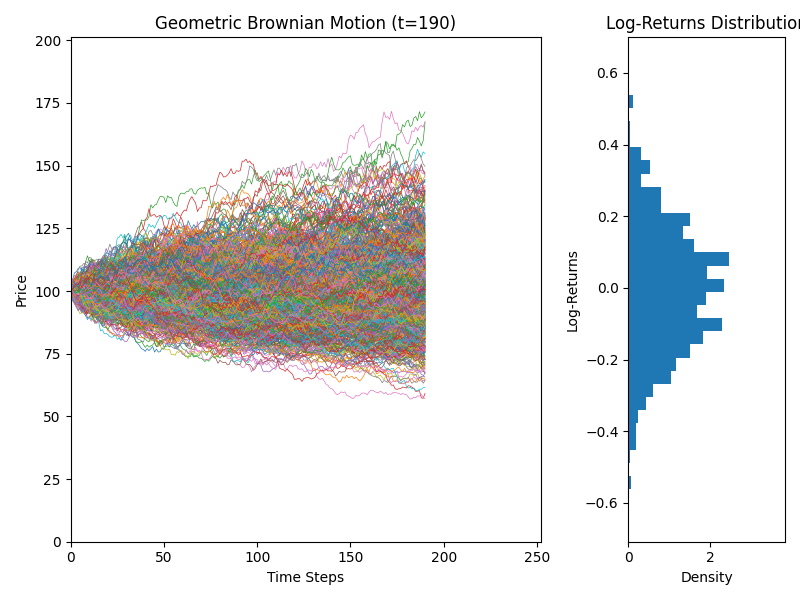 Geometric Brownian Motion (t=190)
200
175
150
125
100
75
50
25
0
Price
0 50 100 150 200 250
Time Steps
Log-Returns Distribution
0.6
0.4
0.2
0.0
−0.2
−0.4
−0.6
Log-Returns
0 2
Density